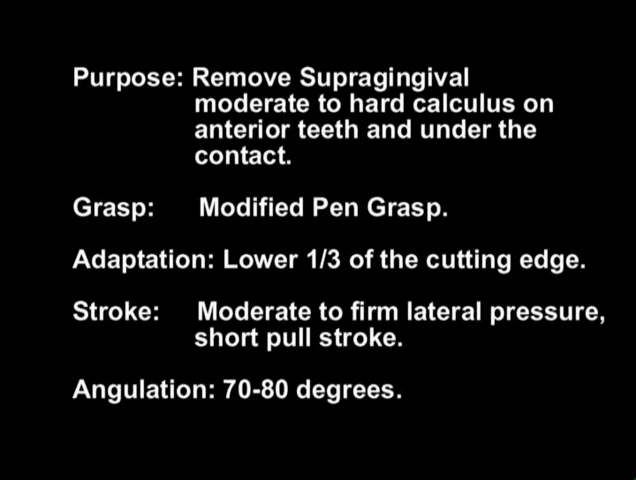 Purpose: Remove Supragingival
moderate to hard calculus on
anterior teeth and under the
contact.
Grasp: Modified Pen Grasp.
Adaptation: Lower 1/3 of the cutting edge.
Stroke: Moderate to firm lateral pressure,
short pull stroke.
Angulation: 70-80 degrees.